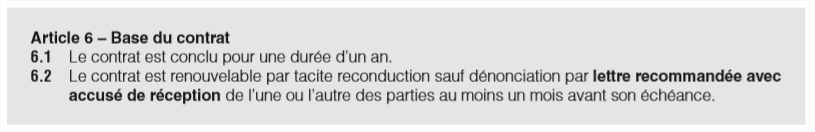 Article 6 – Base du contrat
6.1 Le contrat est conclu pour une durée d'un an.
6.2 Le contrat est renouvelable par tacite reconduction sauf dénonciation par lettre recommandée avec
accusé de réception de l'une ou l'autre des parties au moins un mois avant son échéance.